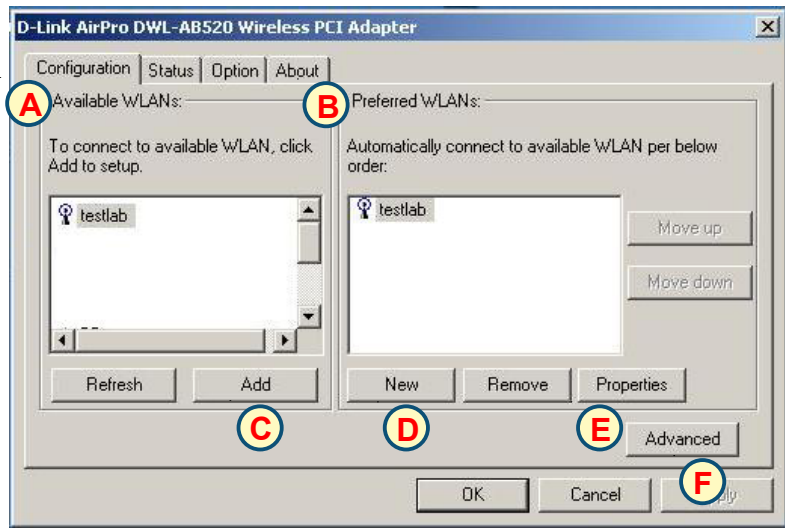 D-Link AirPro DWL-AB520 Wireless PCI Adapter
Configuration Status Option About
A Available WLANs: B Preferred WLANs:
To connect to available WLAN, click
Add to setup.
Automatically connect to available WLAN per below
order:
testlab
testlab
Move up
Move down
Refresh Add New Remove Properties
C D E
Advanced
F
OK Cancel